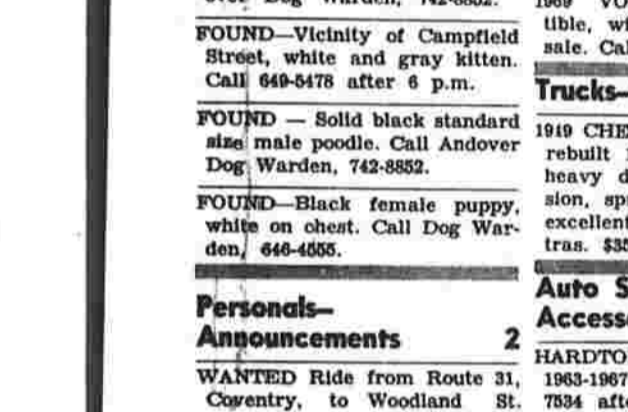 FOUND—Vicinity of Campfield
Street, white and gray kitten.
Call 649-5478 after 6 p.m.
FOUND — Solid black standard
size male poodle. Call Andover
Dog Warden, 742-8852.
FOUND—Black female puppy,
white on chest. Call Dog War-
den, 646-4555.
Personals—
Announcements 2
WANTED Ride from Route 31,
Coventry, to Woodland St.
tible, wi
sale. Cal
Trucks—
1949 CHE
rebuilt
heavy d
sion, sp
excellent
tras. $35
Auto S
Access
HARDTO
1963-1967
7534 afte